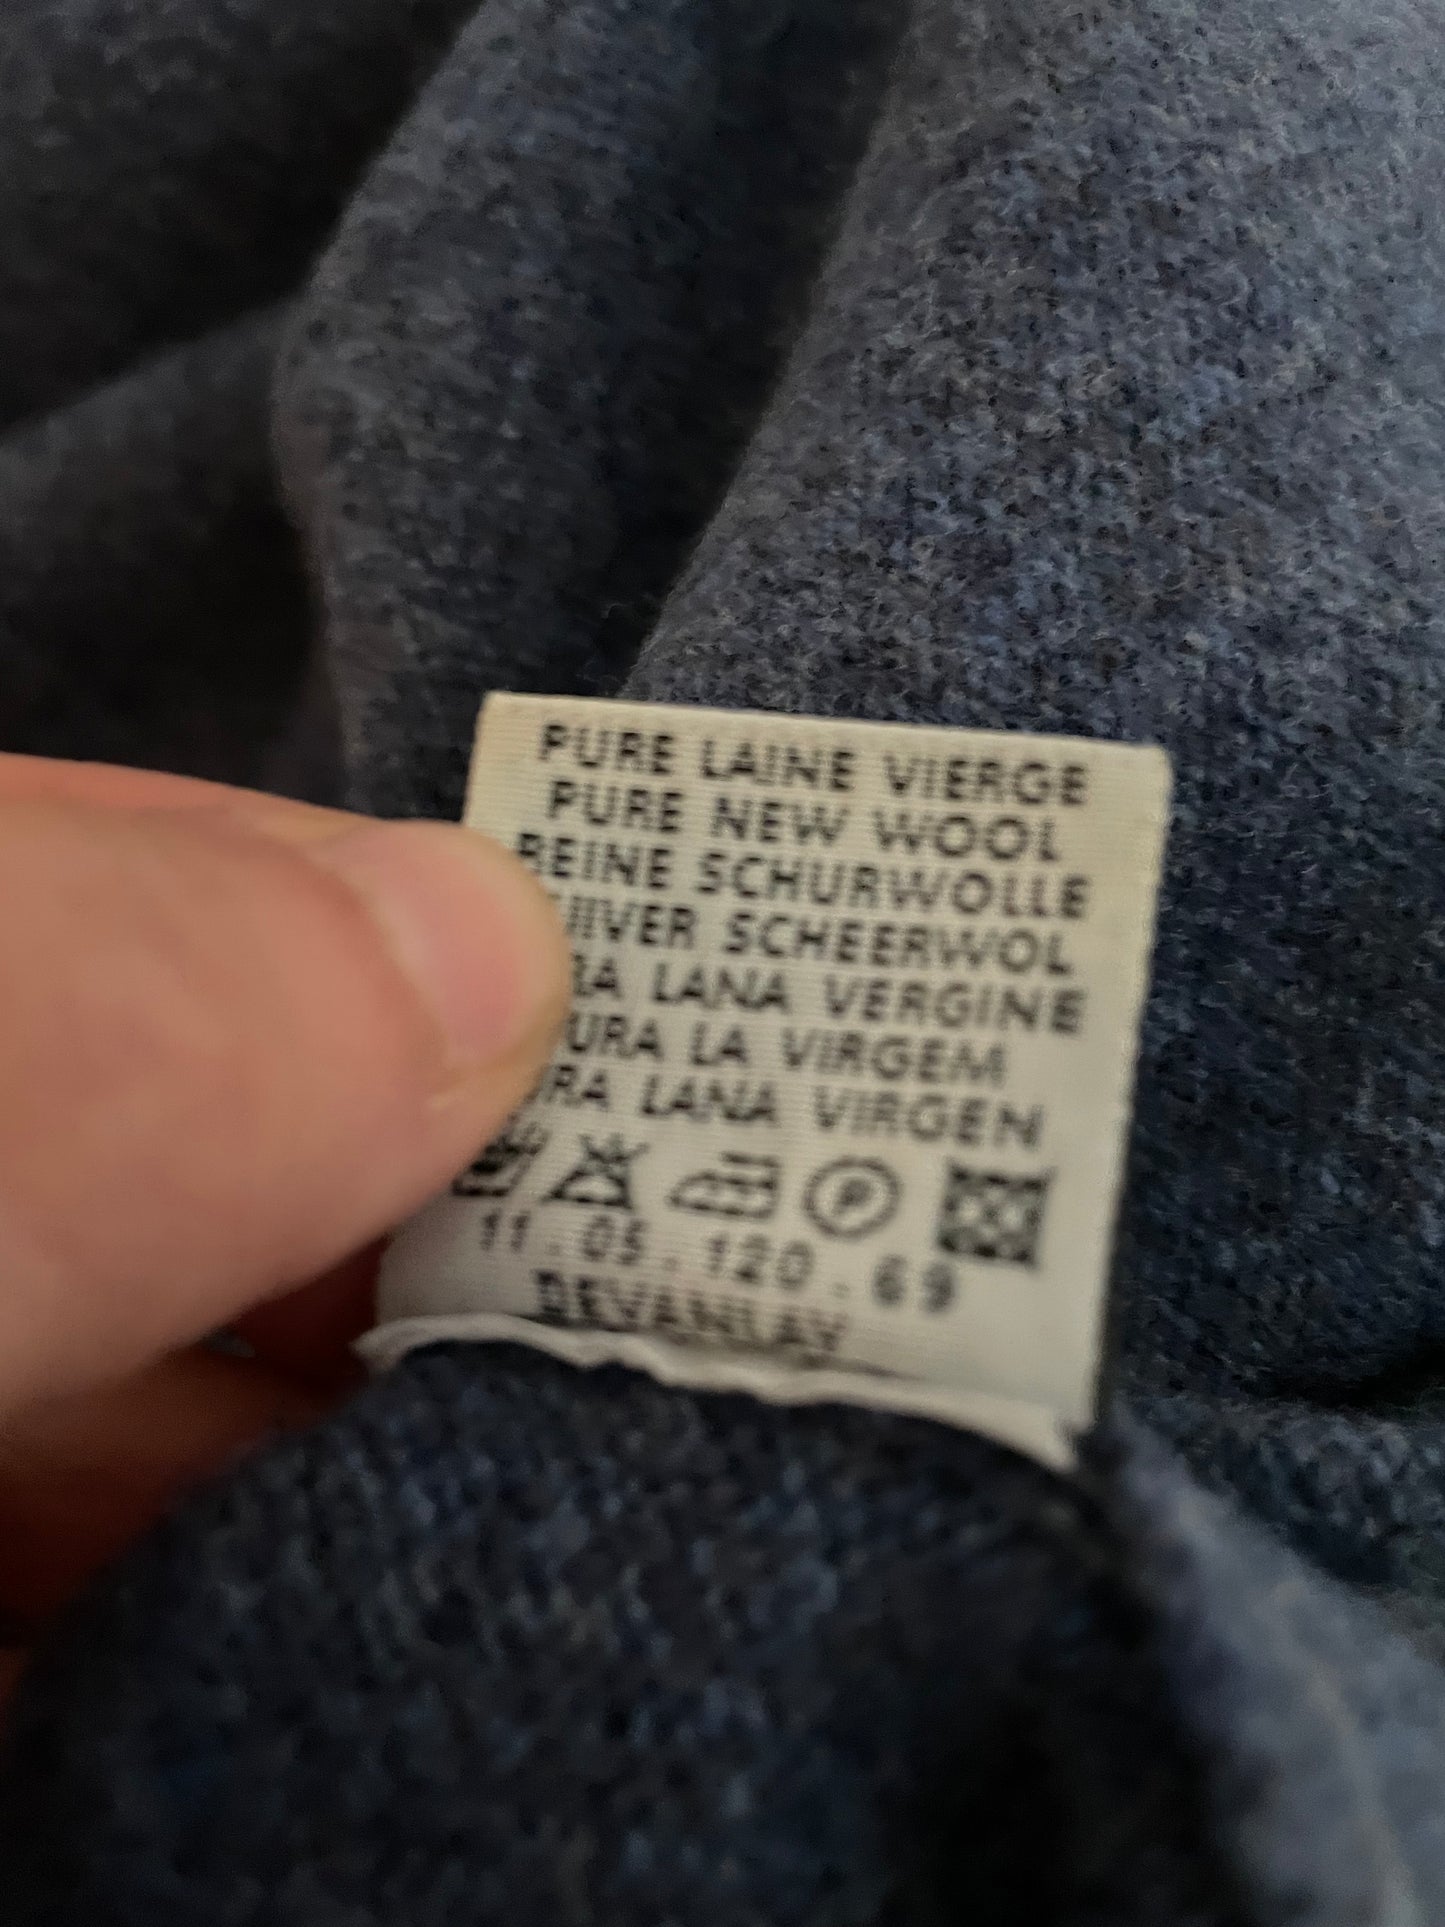 PURE LAINE VIERGE
PURE NEW WOOL
REINE SCHURWOLLE
SCHEERWOL
LANA VERGINE
LA VIRGEM
LANA VIRGEN
P
11.05.120.69
DEVANLAY